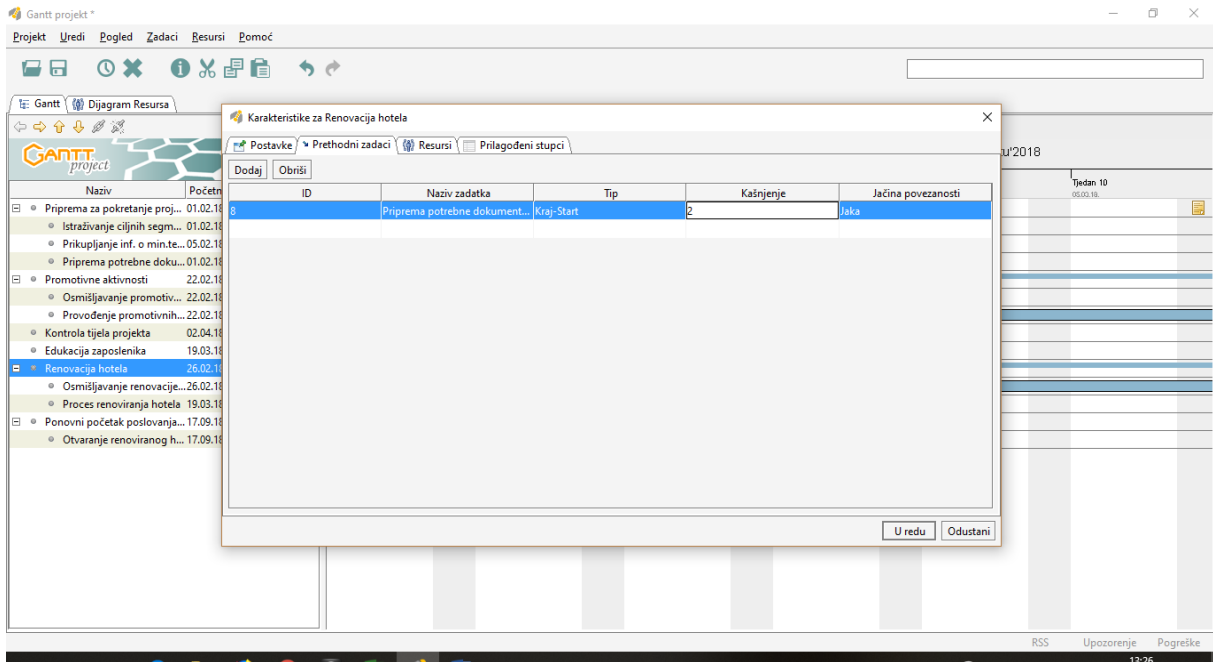 Gantt projekt *
Projekt Uredi Pogled Zadaci Resursi Pomoć
Gantt Dijagram Resursa
GANTT
project
Naziv Početn
Priprema za pokretanje proj... 01.02.18
Istraživanje ciljnih segm... 01.02.18
Prikupljanje inf. o min.te... 05.02.18
Priprema potrebne doku... 01.02.18
Promotivne aktivnosti 22.02.18
Osmišljavanje promotiv... 22.02.18
Provođenje promotivnih... 22.02.18
Kontrola tijela projekta 02.04.18
Edukacija zaposlenika 19.03.18
Renovacija hotela 26.02.18
Osmišljavanje renovacije... 26.02.18
Proces renoviranja hotela 19.03.18
Ponovni početak poslovanja... 17.09.18
Otvaranje renoviranog h... 17.09.18
Karakteristike za Renovacija hotela
Postavke Prethodni zadaci Resursi Prilagođeni stupci
Dodaj Obriši
ID Naziv zadatka Tip Kašnjenje Jačina povezanosti
8 Priprema potrebne dokument... Kraj-Start 2 Jaka
U redu Odustani
u'2018
Tjedan 10
05.03.18.
RSS Upozorenje Pogreške
13:26